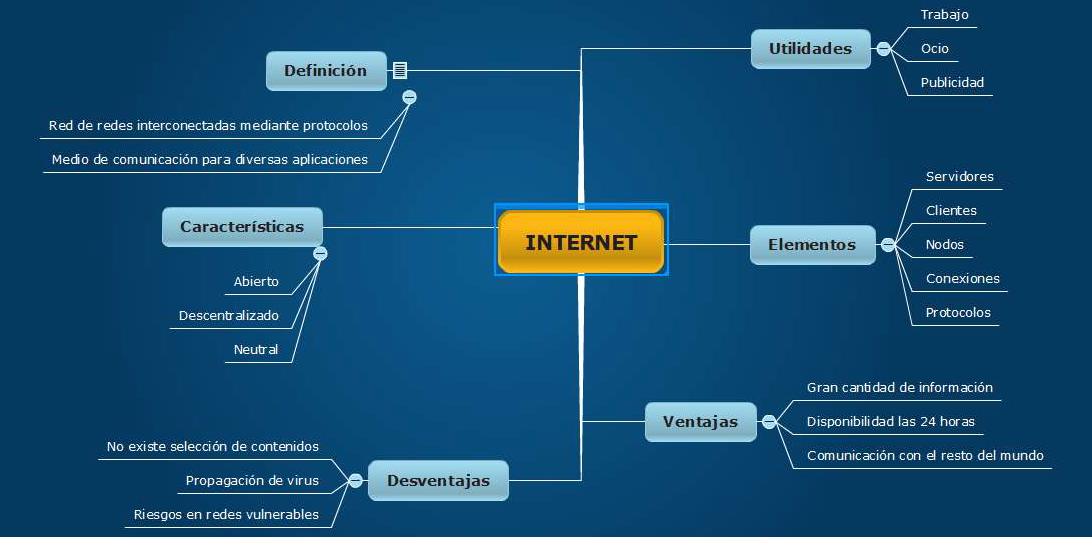 INTERNET
Definición
Red de redes interconectadas mediante protocolos
Medio de comunicación para diversas aplicaciones
Características
Abierto
Descentralizado
Neutral
Desventajas
No existe selección de contenidos
Propagación de virus
Riesgos en redes vulnerables
Utilidades
Trabajo
Ocio
Publicidad
Elementos
Servidores
Clientes
Nodos
Conexiones
Protocolos
Ventajas
Gran cantidad de información
Disponibilidad las 24 horas
Comunicación con el resto del mundo